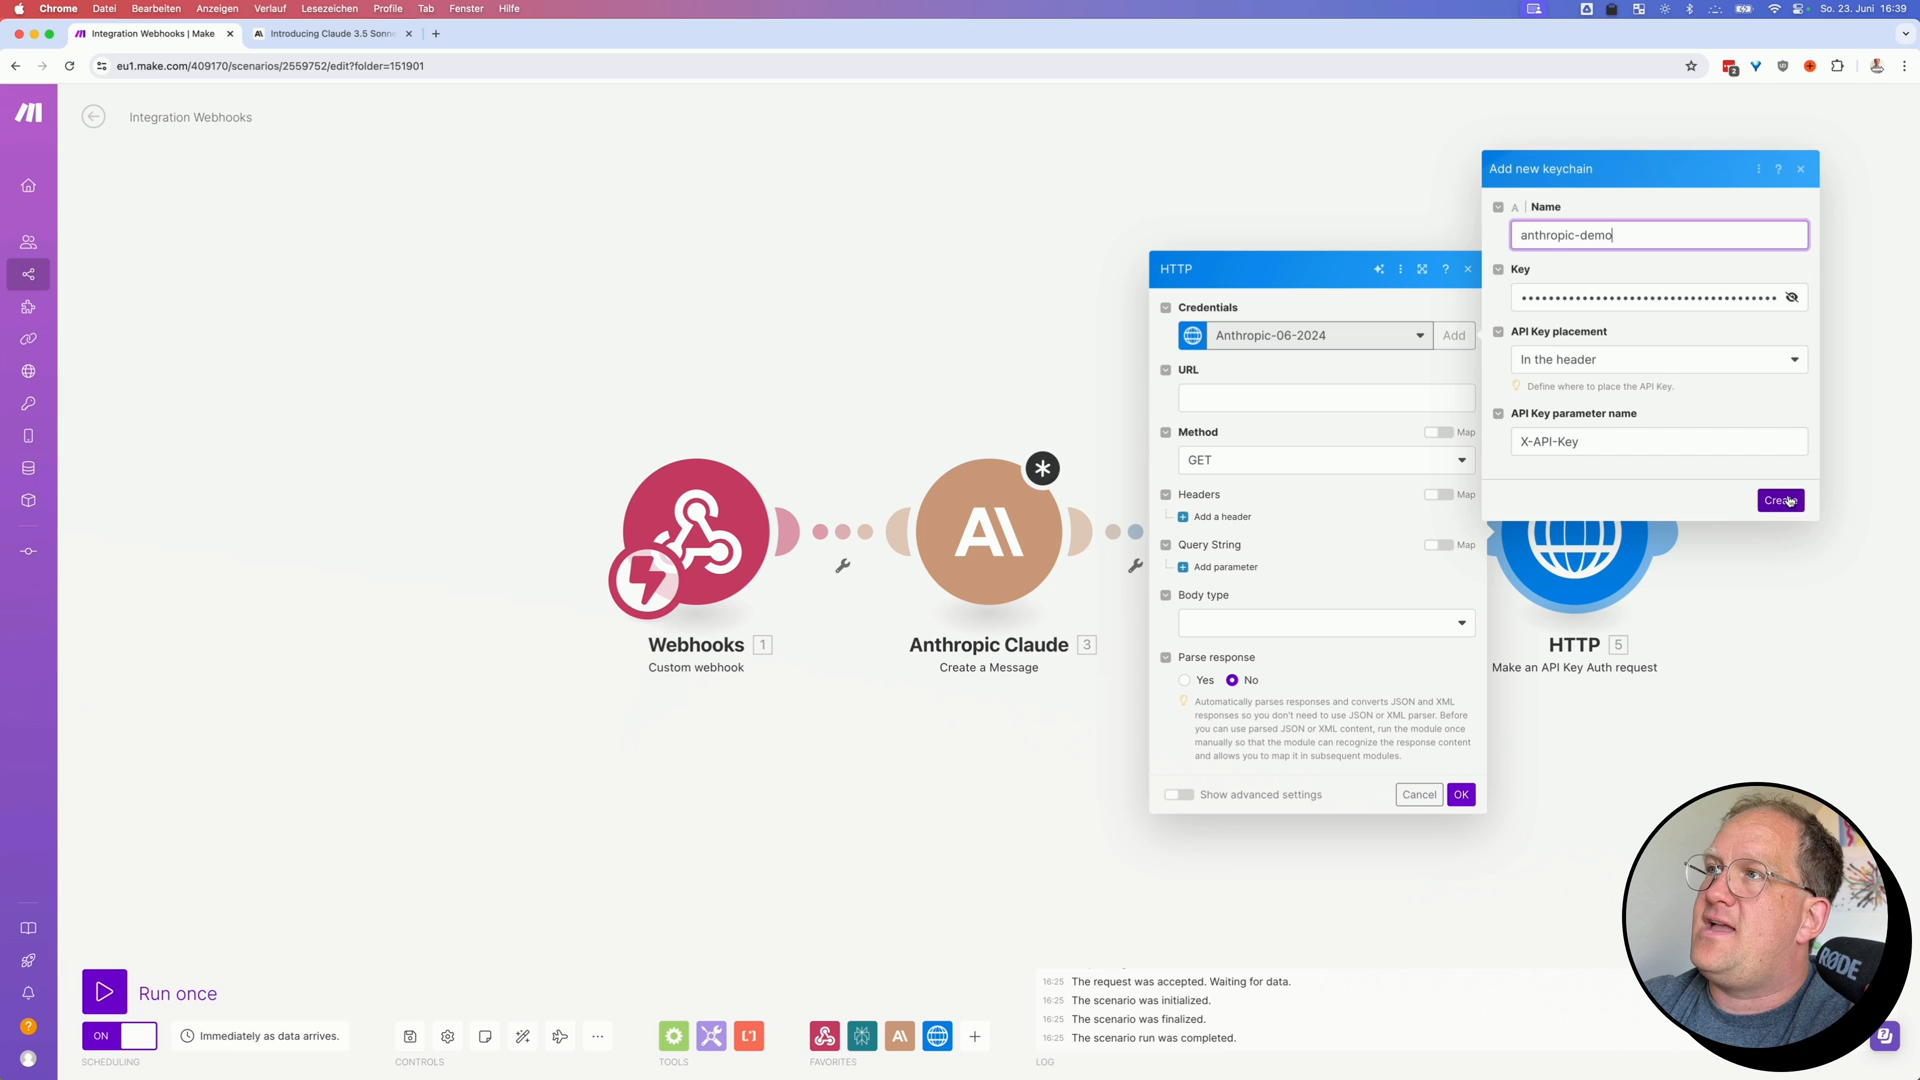 Chrome Datei Bearbeiten Anzeigen Verlauf Lesezeichen Profile Tab Fenster Hilfe So. 23. Juni 16:39
Integration Webhooks | Make
Introducing Claude 3.5 Sonne
eu1.make.com/409170/scenarios/2559752/edit?folder=151901
2
Integration Webhooks
Add new keychain
A Name
anthropic-demo
Key
API Key placement
In the header
Define where to place the API Key.
API Key parameter name
X-API-Key
Create
HTTP
Credentials
Anthropic-06-2024
Add
URL
Method
Map
GET
Headers
Map
Add a header
Query String
Map
Add parameter
Body type
Parse response
Yes No
Automatically parses responses and converts JSON and XML
responses so you don't need to use JSON or XML parser. Before
you can use parsed JSON or XML content, run the module once
manually so that the module can recognize the response content
and allows you to map it in subsequent modules.
Show advanced settings
Cancel OK
Webhooks 1
Custom webhook
Anthropic Claude 3
Create a Message
HTTP 5
Make an API Key Auth request
Run once
ON
Immediately as data arrives.
SCHEDULING
CONTROLS
TOOLS
FAVORITES
LOG
16:25 The request was accepted. Waiting for data.
16:25 The scenario was initialized.
16:25 The scenario was finalized.
16:25 The scenario run was completed.
RØDE